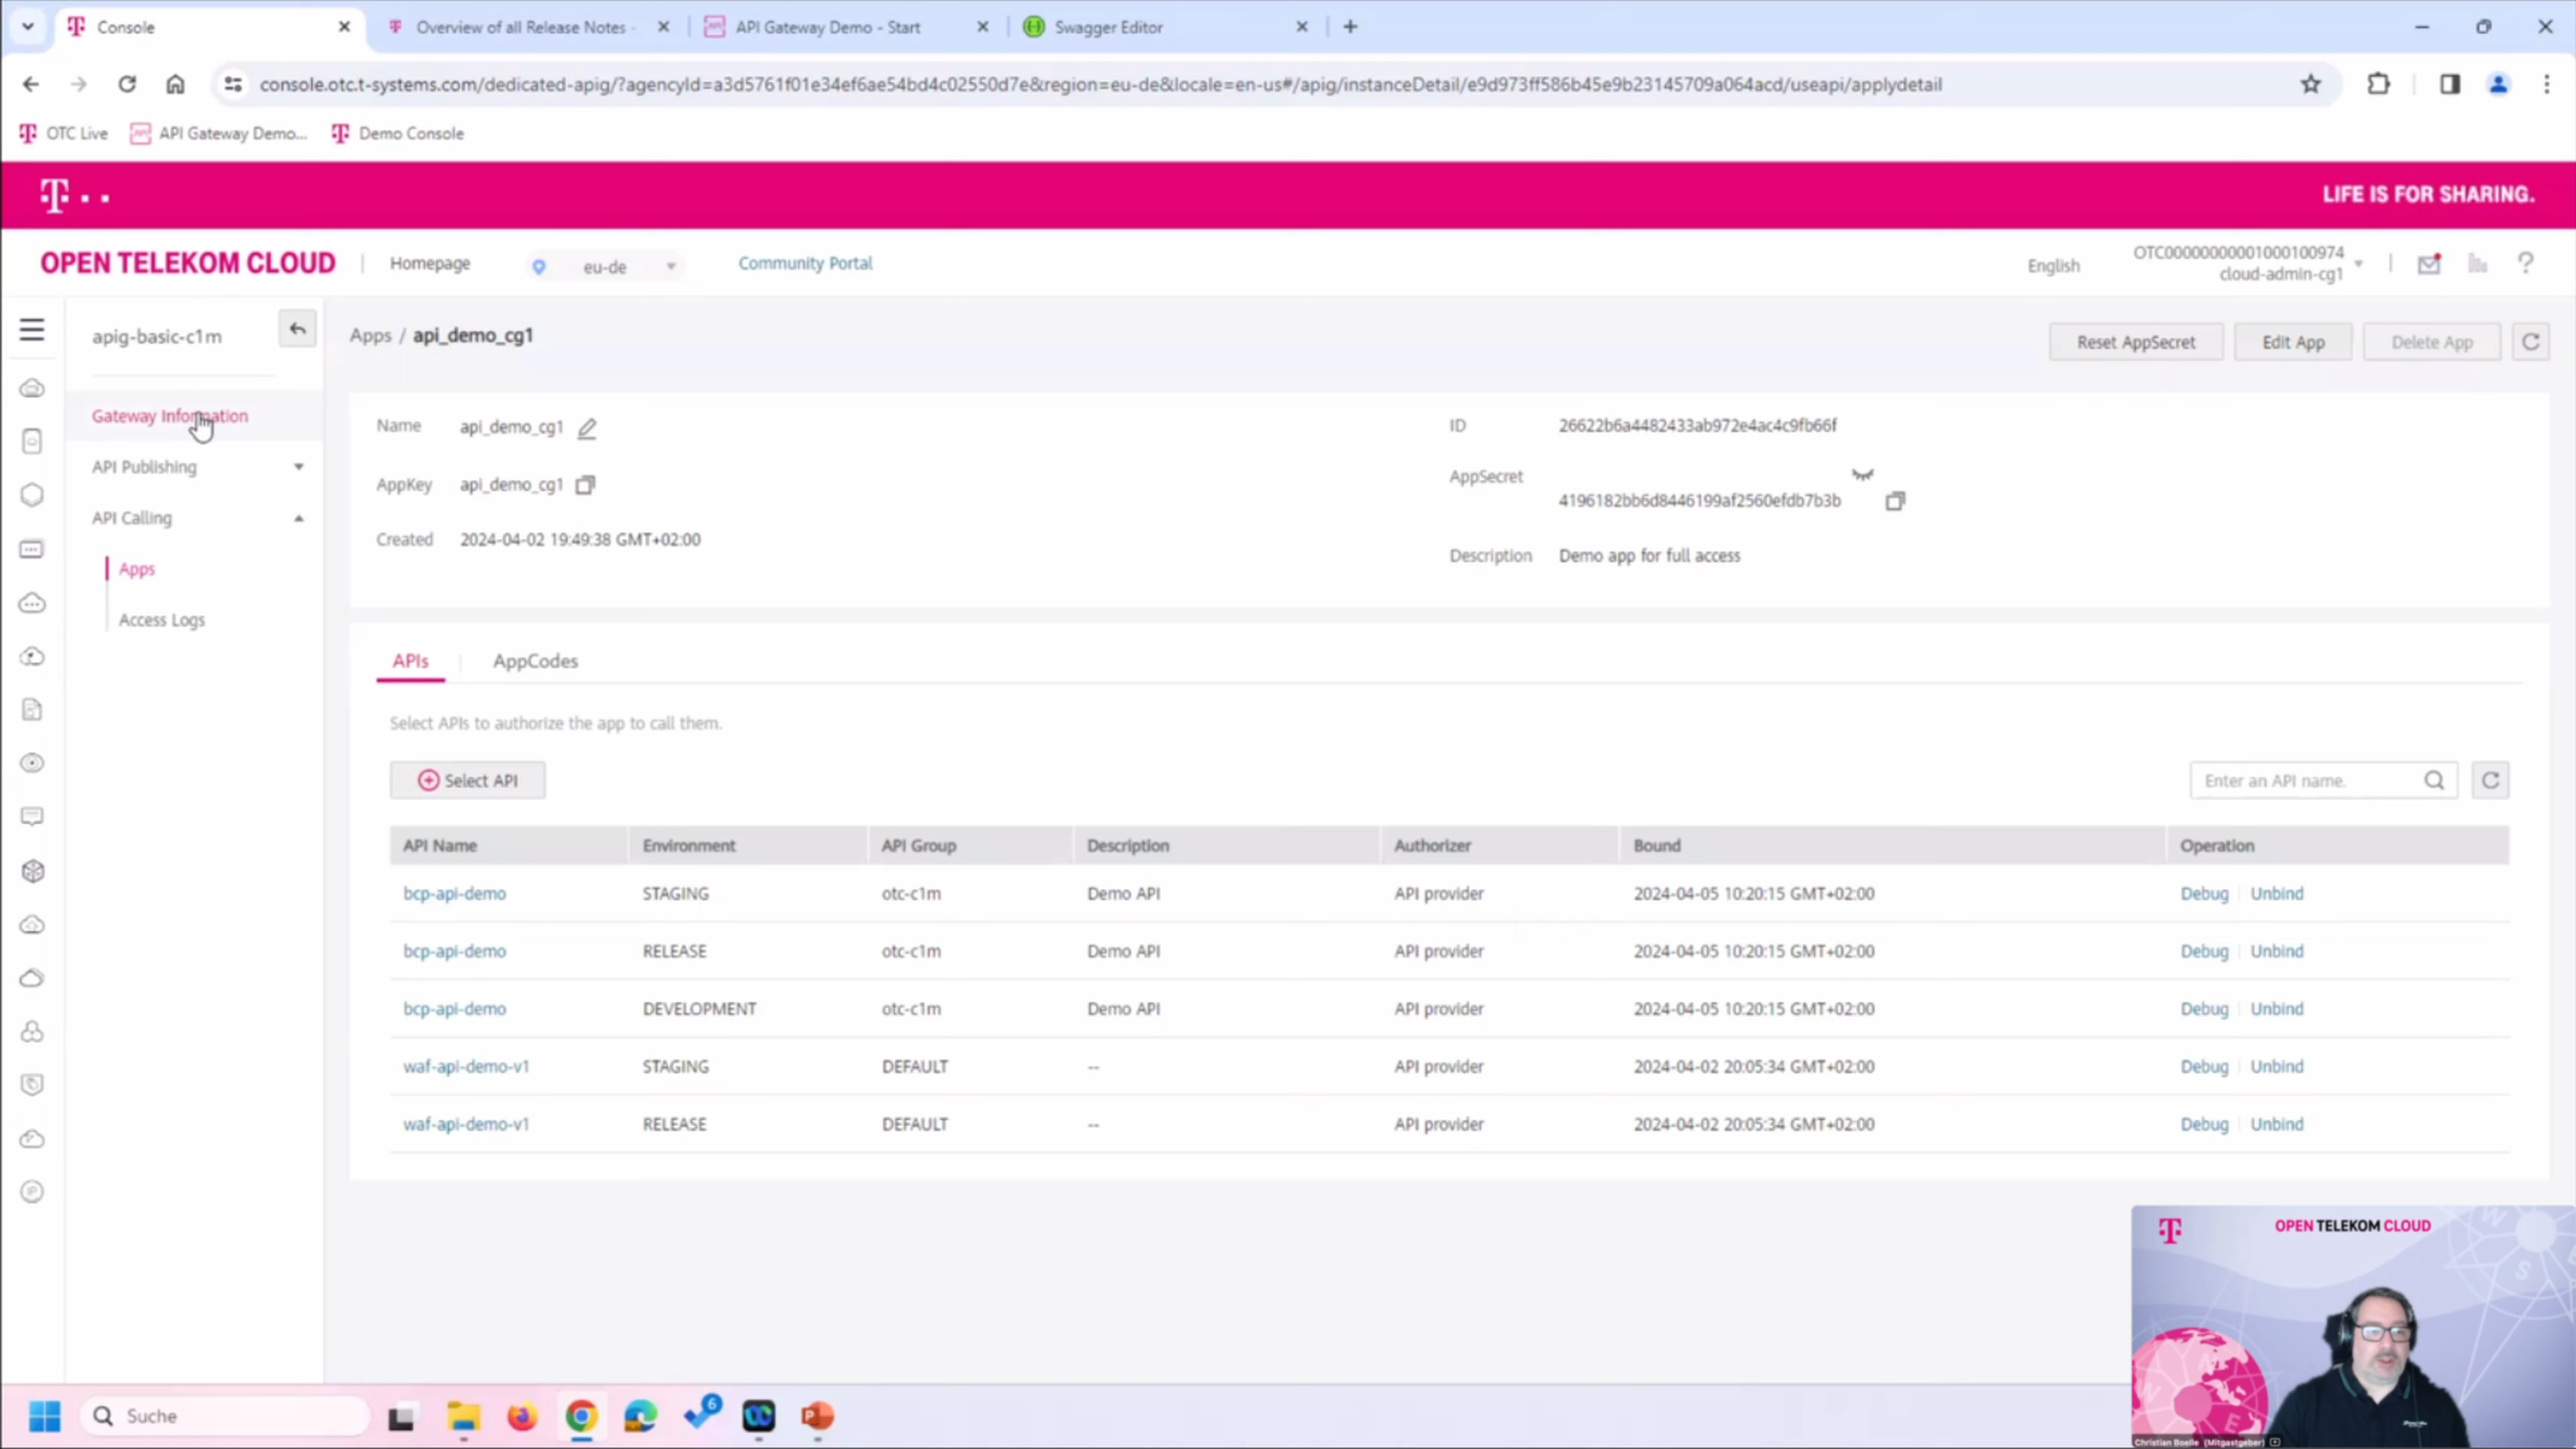 Console
Overview of all Release Notes -
API Gateway Demo - Start
Swagger Editor
console.otc.t-systems.com/dedicated-apig/?agencyId=a3d5761f01e34ef6ae54bd4c02550d7e&region=eu-de&locale=en-us#/apig/instanceDetail/e9d973ff586b45e9b23145709a064acd/useapi/applydetail
OTC Live API Gateway Demo... Demo Console
T LIFE IS FOR SHARING.
OPEN TELEKOM CLOUD Homepage eu-de Community Portal English OTC00000000001000100974
cloud-admin-cg1
apig-basic-c1m
Gateway Information
API Publishing
API Calling
Apps
Access Logs
Apps / api_demo_cg1 Reset AppSecret Edit App Delete App
Name api_demo_cg1
AppKey api_demo_cg1
Created 2024-04-02 19:49:38 GMT+02:00
ID 26622b6a4482433ab972e4ac4c9fb66f
AppSecret
4196182bb6d8446199af2560efdb7b3b
Description Demo app for full access
APIs AppCodes
Select APIs to authorize the app to call them.
Select API Enter an API name.
API Name Environment API Group Description Authorizer Bound Operation
bcp-api-demo STAGING otc-c1m Demo API API provider 2024-04-05 10:20:15 GMT+02:00 Debug Unbind
bcp-api-demo RELEASE otc-c1m Demo API API provider 2024-04-05 10:20:15 GMT+02:00 Debug Unbind
bcp-api-demo DEVELOPMENT otc-c1m Demo API API provider 2024-04-05 10:20:15 GMT+02:00 Debug Unbind
waf-api-demo-v1 STAGING DEFAULT -- API provider 2024-04-02 20:05:34 GMT+02:00 Debug Unbind
waf-api-demo-v1 RELEASE DEFAULT -- API provider 2024-04-02 20:05:34 GMT+02:00 Debug Unbind
T OPEN TELEKOM CLOUD
Christian Boelle (Mitgastgeber)
Suche
6